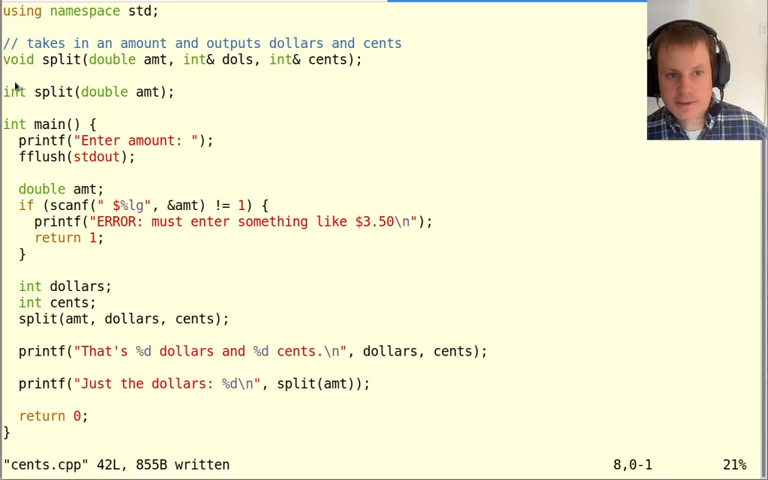 using namespace std;
// takes in an amount and outputs dollars and cents
void split(double amt, int& dols, int& cents);
int split(double amt);
int main() {
printf("Enter amount: ");
fflush(stdout);
double amt;
if (scanf(" $%lg", &amt) != 1) {
printf("ERROR: must enter something like $3.50\n");
return 1;
}
int dollars;
int cents;
split(amt, dollars, cents);
printf("That's %d dollars and %d cents.\n", dollars, cents);
printf("Just the dollars: %d\n", split(amt));
return 0;
}
"cents.cpp" 42L, 855B written 8,0-1 21%